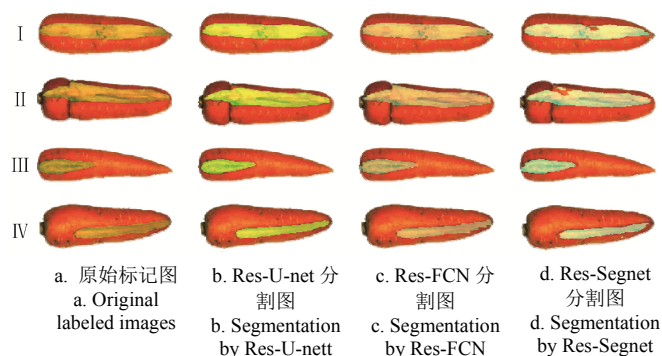 I
II
III
IV
a. 原始标记图
a. Original
labeled images
b. Res-U-net 分
割图
b. Segmentation
by Res-U-nett
c. Res-FCN 分
割图
c. Segmentation
by Res-FCN
d. Res-Segnet
分割图
d. Segmentation
by Res-Segnet